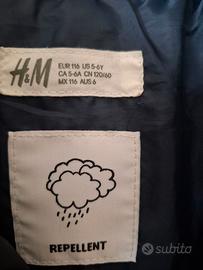 H&M
EUR 116 US 5-6Y
CA 5-6A CN 120/60
MX 116 AUS 6
REPELLENT
subito